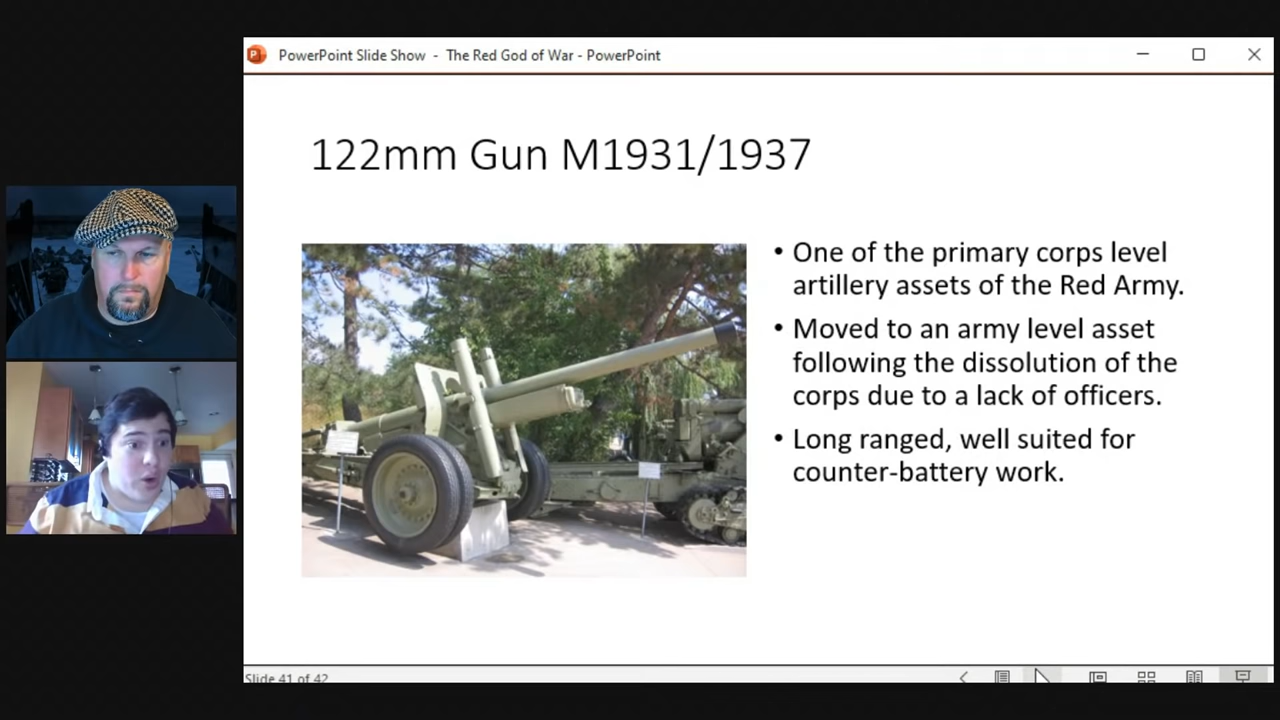 PowerPoint Slide Show - The Red God of War - PowerPoint
122mm Gun M1931/1937
• One of the primary corps level
artillery assets of the Red Army.
• Moved to an army level asset
following the dissolution of the
corps due to a lack of officers.
• Long ranged, well suited for
counter-battery work.
Slide 41 of 42